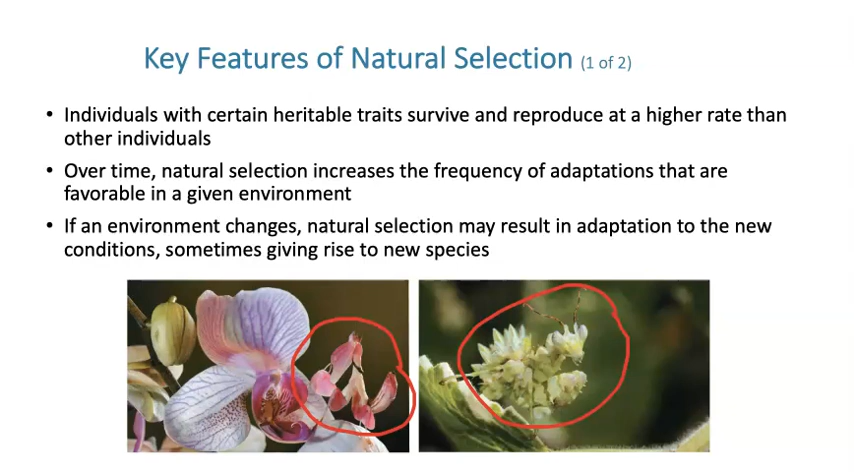 Key Features of Natural Selection (1 of 2)
• Individuals with certain heritable traits survive and reproduce at a higher rate than
other individuals
• Over time, natural selection increases the frequency of adaptations that are
favorable in a given environment
• If an environment changes, natural selection may result in adaptation to the new
conditions, sometimes giving rise to new species